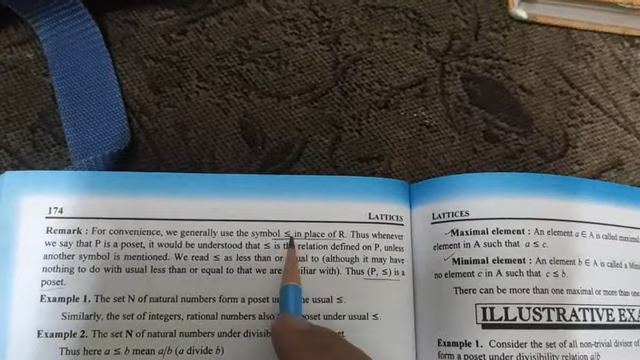 174
LATTICES
Remark : For convenience, we generally use the symbol ≤ in place of R. Thus whenever
we say that P is a poset, it would be understood that ≤ is the relation defined on P, unless
another symbol is mentioned. We read ≤ as less than or equal to (although it may have
nothing to do with usual less than or equal to that we are familiar with). Thus (P, ≤) is a
poset.
Example 1. The set N of natural numbers form a poset under the usual ≤.
Similarly, the set of integers, rational numbers also poset under usual ≤.
Example 2. The set N of natural numbers under
Thus here a ≤ b mean a/b (a divide b)
LATTICES
Maximal element : An element a ∈ A is called
element in A such that a ≤ c.
Minimal element : An element b ∈ A is called a
no element c in A such that c ≤ b.
There can be more than one maximal or more than one
ILLUSTRATIVE
Example 1. Consider the set of all non-trivial
form a poset under divisibility relation a/b